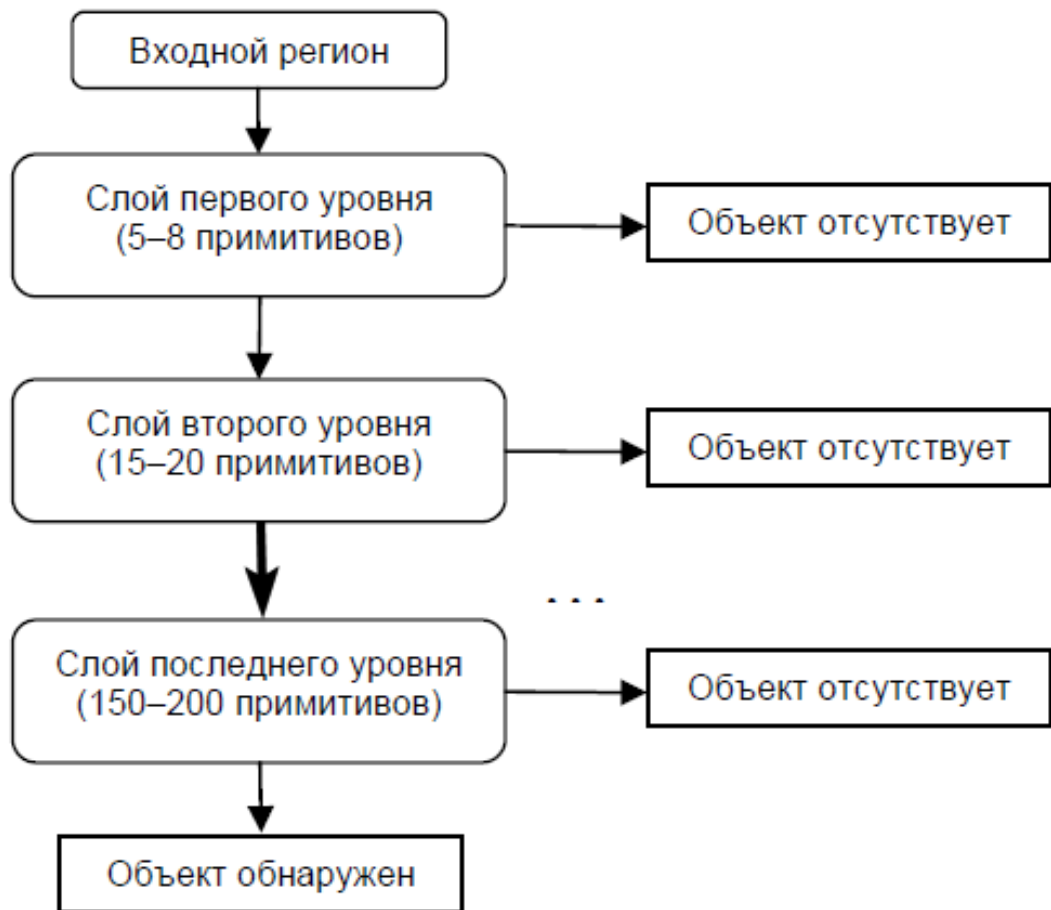 Входной регион
Слой первого уровня
(5–8 примитивов)
Объект отсутствует
Слой второго уровня
(15–20 примитивов)
Объект отсутствует
. . .
Слой последнего уровня
(150–200 примитивов)
Объект отсутствует
Объект обнаружен